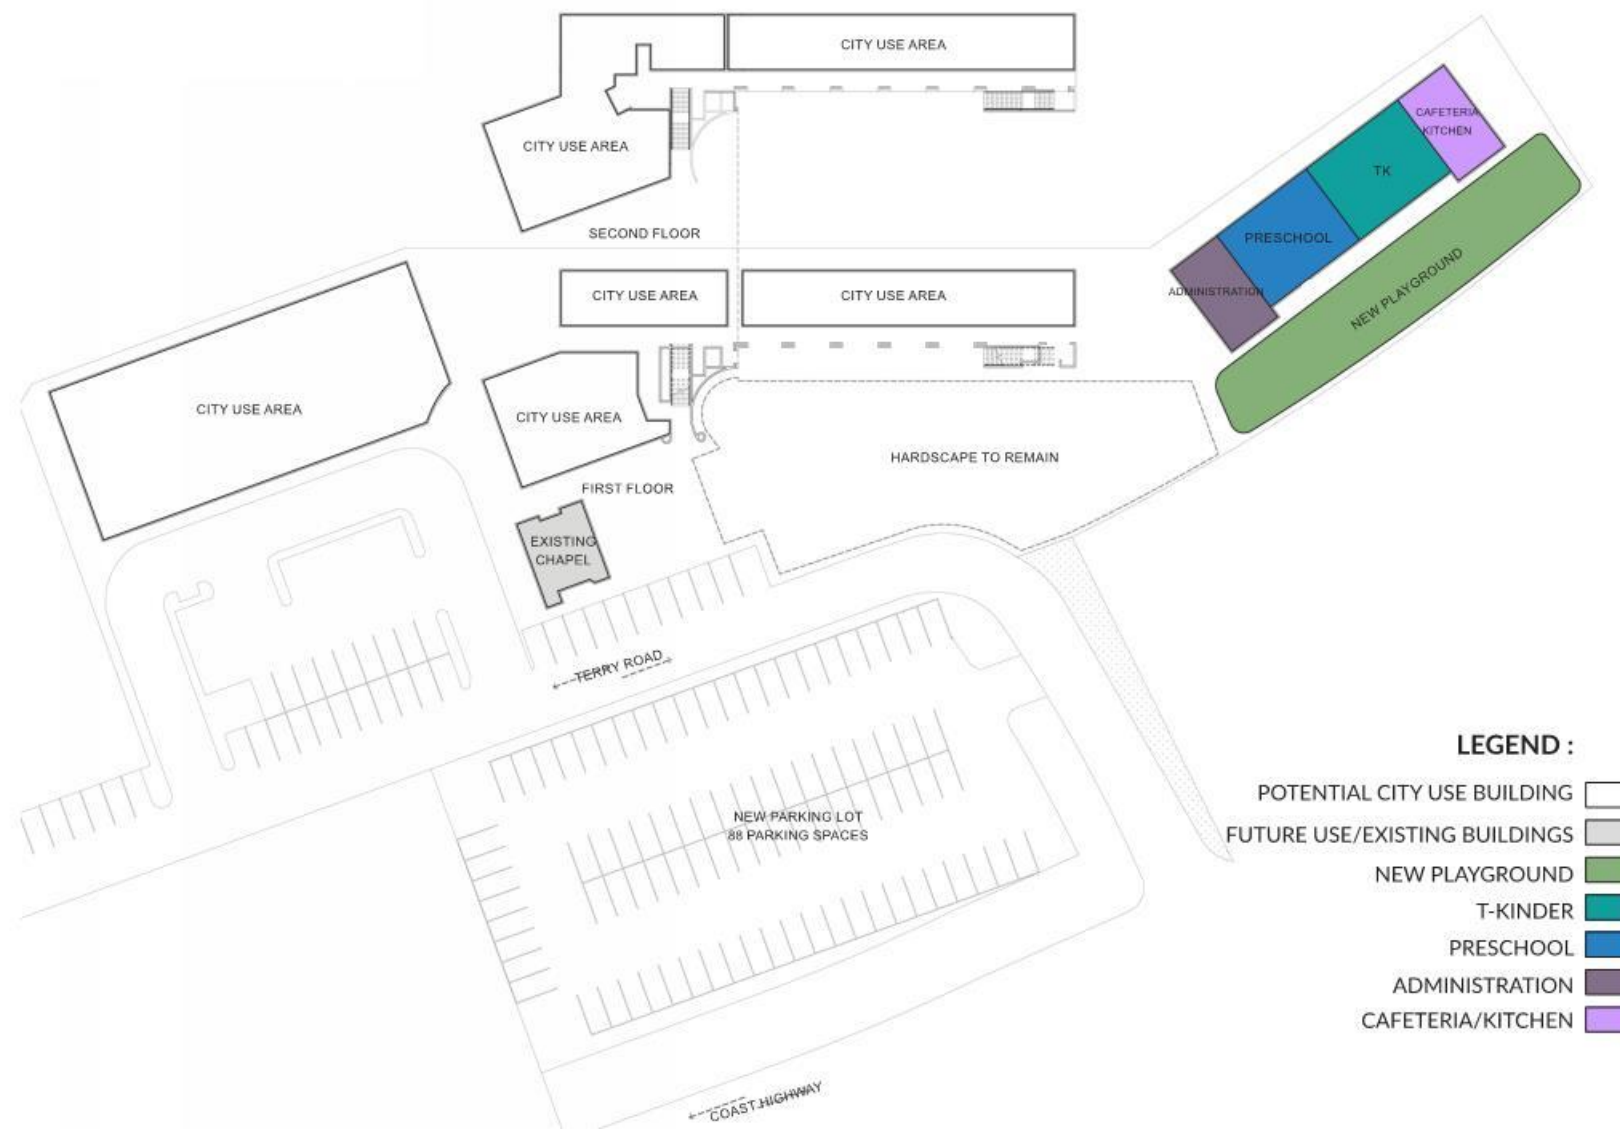 CITY USE AREA
CITY USE AREA
SECOND FLOOR
CAFETERIA
KITCHEN
TK
PRESCHOOL
ADMINISTRATION
NEW PLAYGROUND
CITY USE AREA
CITY USE AREA
CITY USE AREA
CITY USE AREA
HARDSCAPE TO REMAIN
FIRST FLOOR
EXISTING
CHAPEL
TERRY ROAD
NEW PARKING LOT
88 PARKING SPACES
COAST HIGHWAY
LEGEND :
POTENTIAL CITY USE BUILDING
FUTURE USE/EXISTING BUILDINGS
NEW PLAYGROUND
T-KINDER
PRESCHOOL
ADMINISTRATION
CAFETERIA/KITCHEN